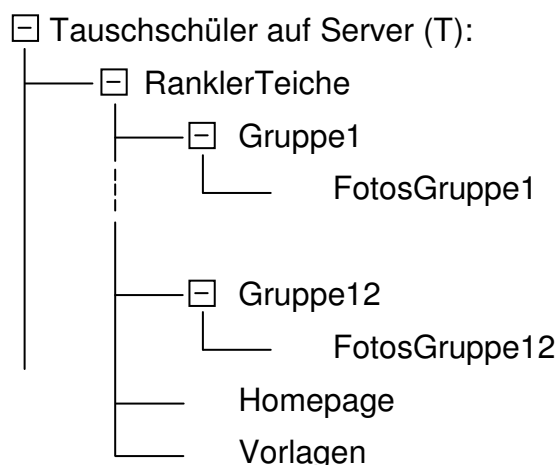 Tauschschüler auf Server (T):
RanklerTeiche
Gruppe1
FotosGruppe1
Gruppe12
FotosGruppe12
Homepage
Vorlagen